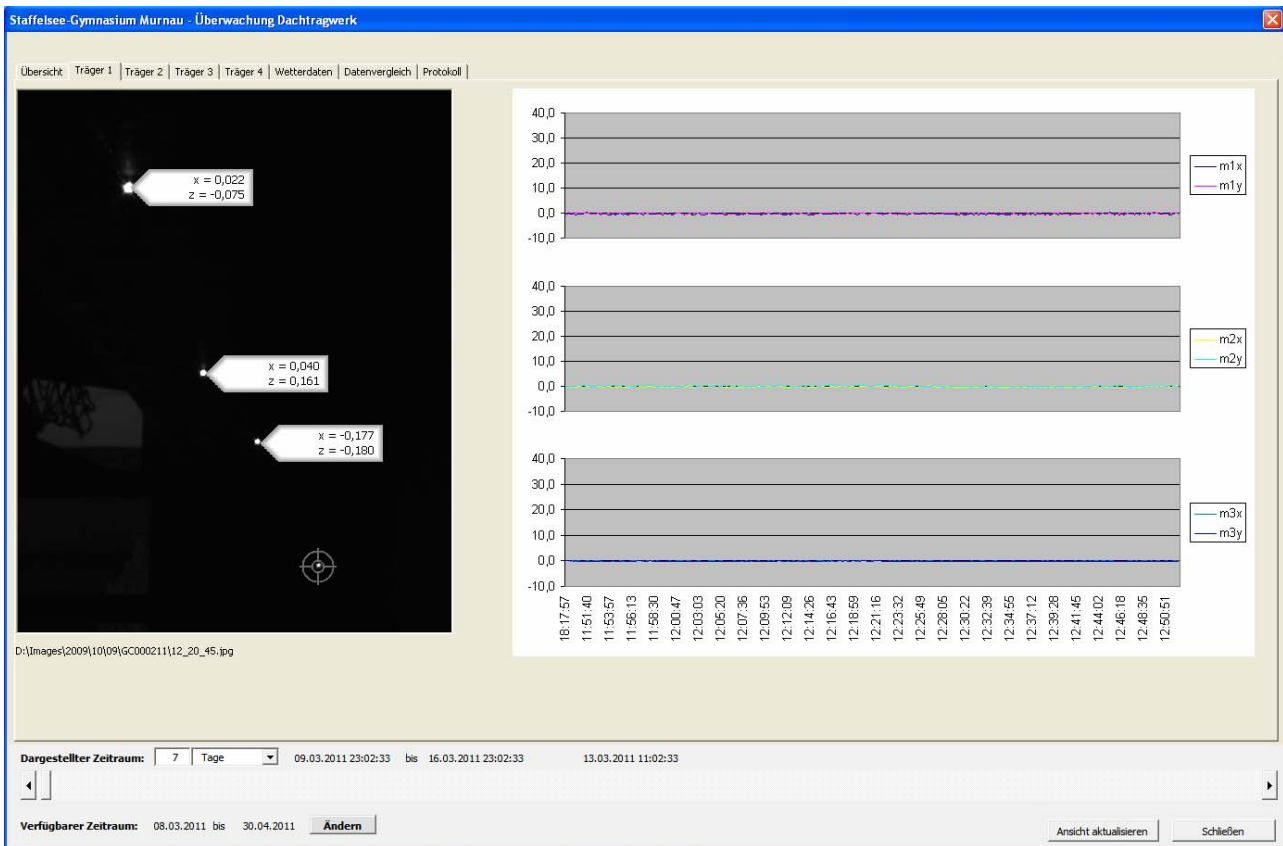 Staffelsee-Gymnasium Murnau - Überwachung Dachtragwerk
Übersicht Träger 1 Träger 2 Träger 3 Träger 4 Wetterdaten Datenvergleich Protokoll
x = 0,022
z = -0,075
x = 0,040
z = 0,161
x = -0,177
z = -0,180
D:\Images\2009\10\09\GC000211\12_20_45.jpg
40,0
30,0
20,0
10,0
0,0
-10,0
m1x
m1y
40,0
30,0
20,0
10,0
0,0
-10,0
m2x
m2y
40,0
30,0
20,0
10,0
0,0
-10,0
m3x
m3y
18:17:57
11:51:40
11:53:57
11:56:13
11:58:30
12:00:47
12:03:03
12:05:20
12:07:36
12:09:53
12:12:09
12:14:26
12:16:43
12:18:59
12:21:16
12:23:32
12:25:49
12:28:05
12:30:22
12:32:39
12:34:55
12:37:12
12:39:28
12:41:45
12:44:02
12:46:18
12:48:35
12:50:51
Dargestellter Zeitraum: 7 Tage 09.03.2011 23:02:33 bis 16.03.2011 23:02:33 13.03.2011 11:02:33
Verfügbarer Zeitraum: 08.03.2011 bis 30.04.2011 Ändern
Ansicht aktualisieren Schließen